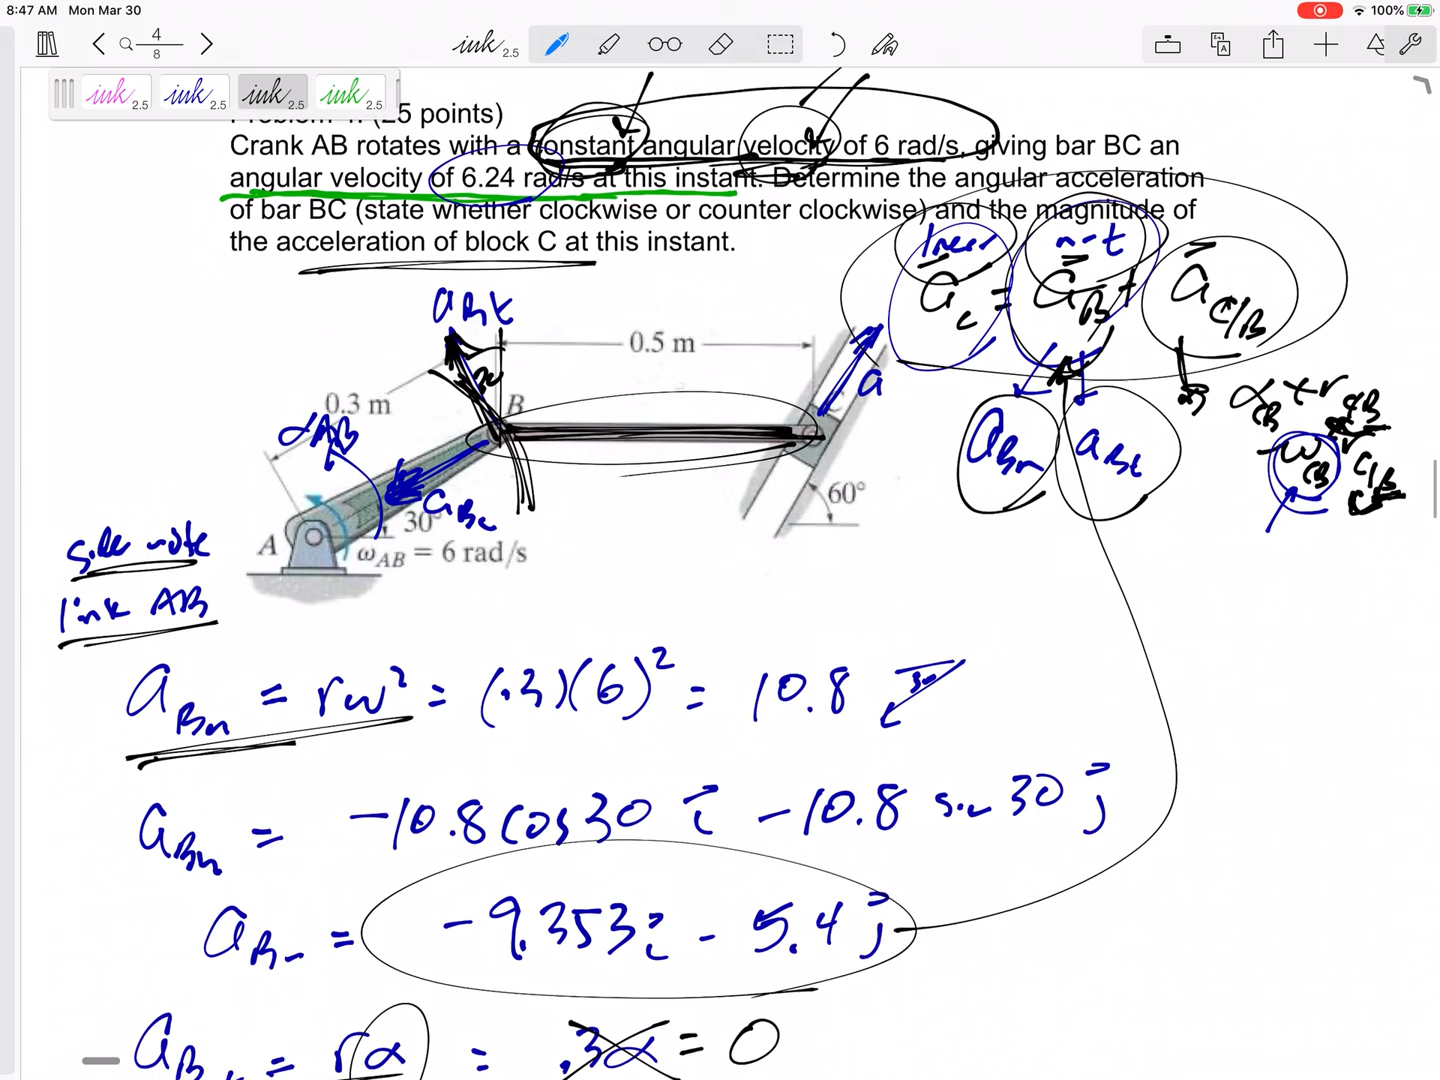 8:47 AM Mon Mar 30
100%
4
8
ink 2.5
ink 2.5 ink 2.5 ink 2.5 ink 2.5
(25 points)
Crank AB rotates with a constant angular velocity of 6 rad/s, giving bar BC an
angular velocity of 6.24 rad/s at this instant. Determine the angular acceleration
of bar BC (state whether clockwise or counter clockwise) and the magnitude of
the acceleration of block C at this instant.
linear n-t
a_C = a_B + a_C/B
a_Bt
0.5 m
a
0.3 m
B
C
α_AB
a_Bn a_Bt
60°
30°
A
ω_AB = 6 rad/s
side note
link AB
a_Bn = rω² = (.3)(6)² = 10.8
30
a_Bn = -10.8 cos 30 i - 10.8 sin 30 j
a_Bn = -9.353 i - 5.4 j
a_Bt = rα = .3α = 0